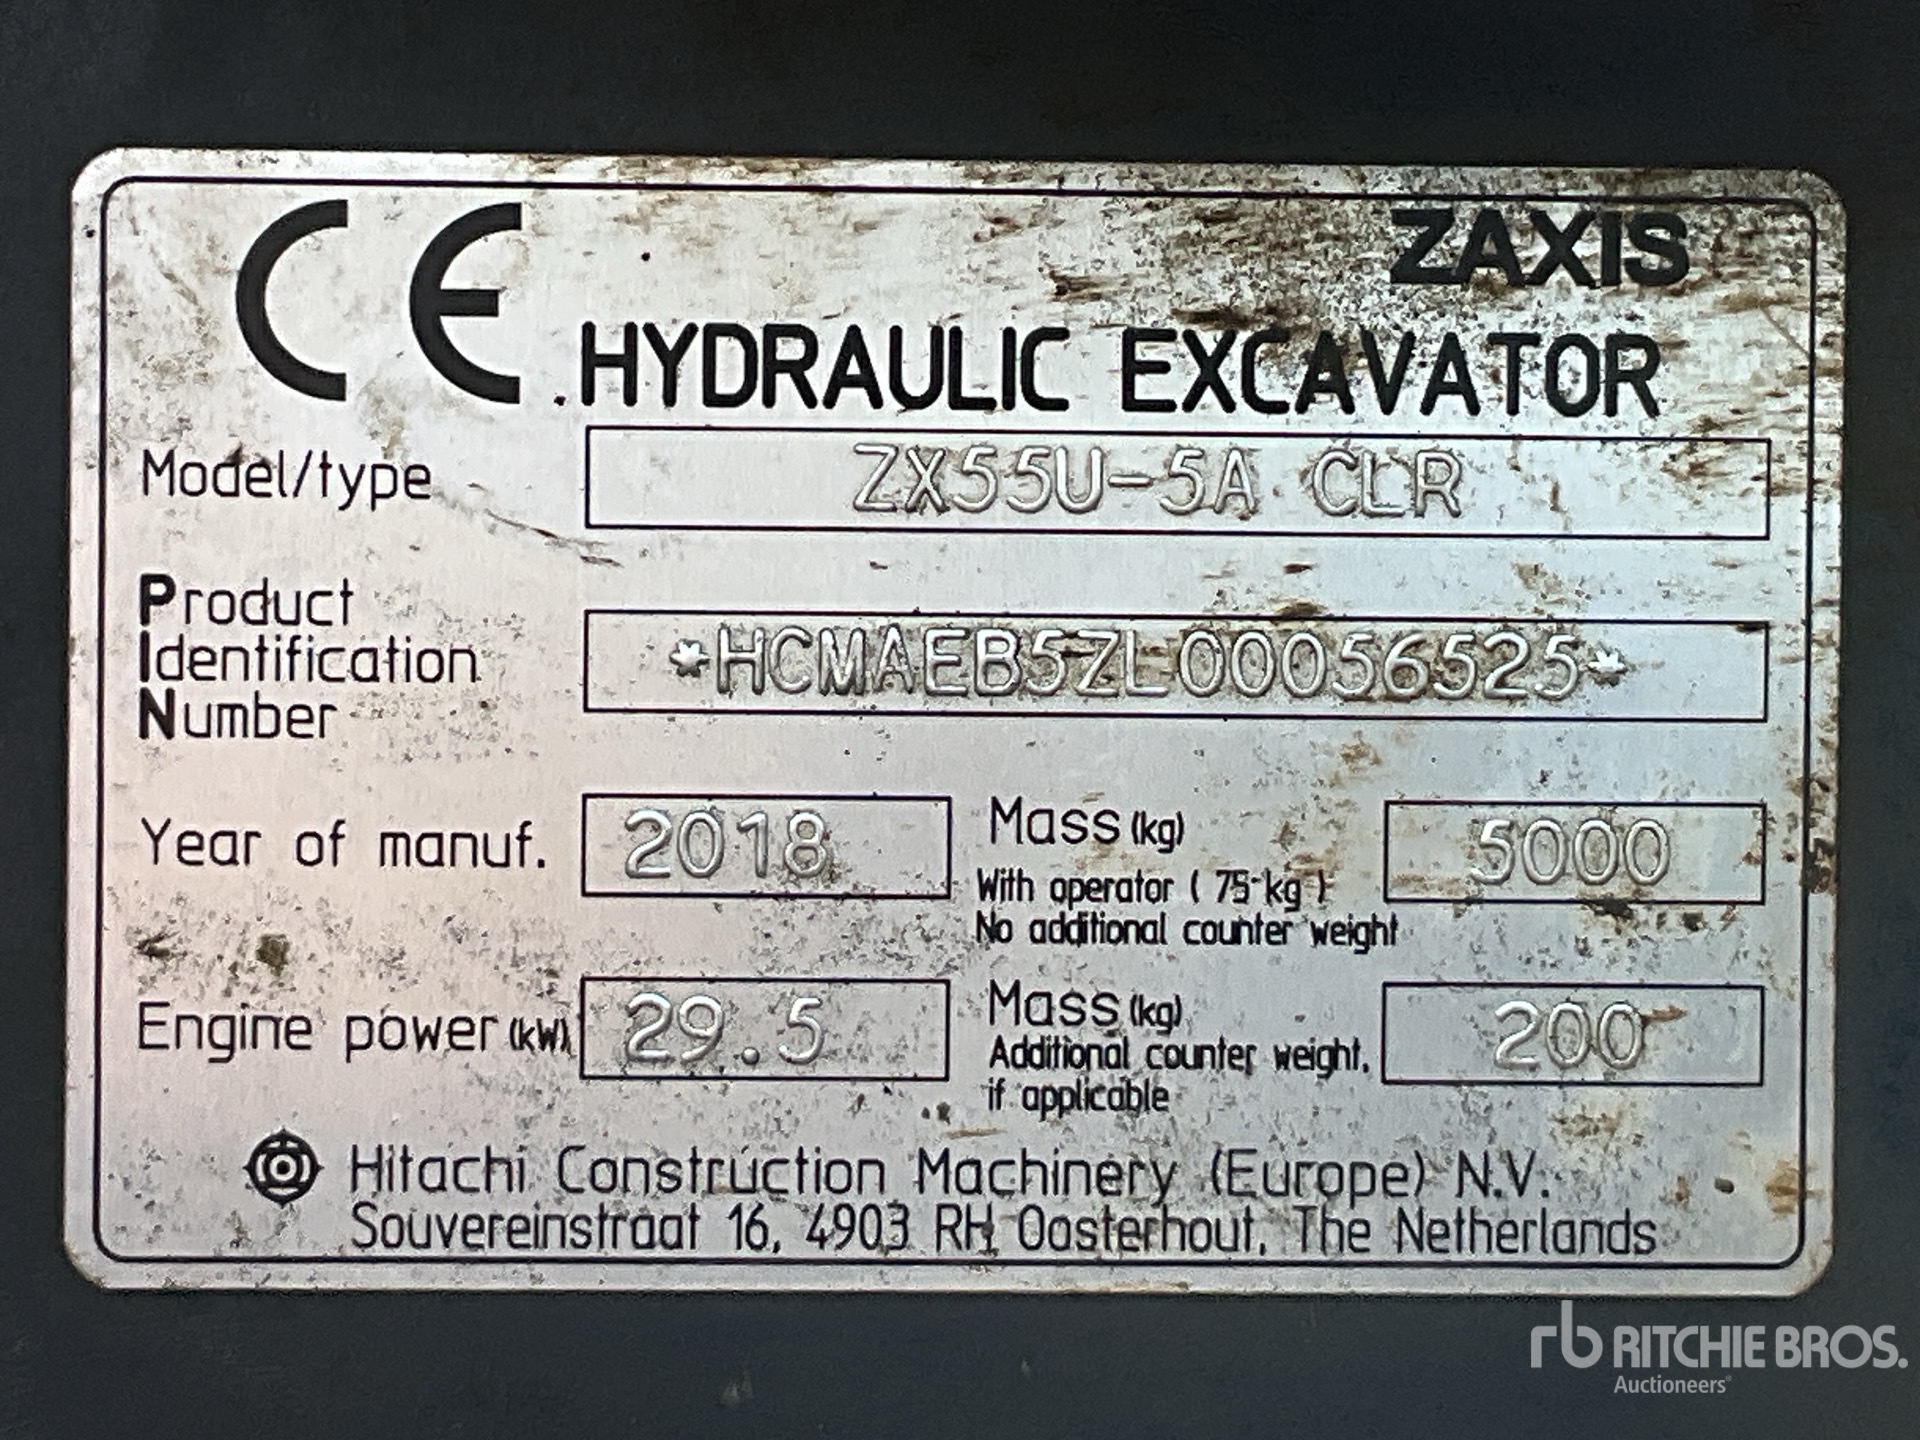 CE
ZAXIS
HYDRAULIC EXCAVATOR
Model/type ZX55U-5A CLR
Product
Identification *HCMAEB5ZL00056525*
Number
Year of manuf. 2018 Mass (kg) 5000
With operator ( 75 kg )
No additional counter weight
Engine power (kW) 29.5 Mass (kg) 200
Additional counter weight,
if applicable
Hitachi Construction Machinery (Europe) N.V.
Souvereinstraat 16, 4903 RH Oosterhout, The Netherlands
rb RITCHIE BROS.
Auctioneers